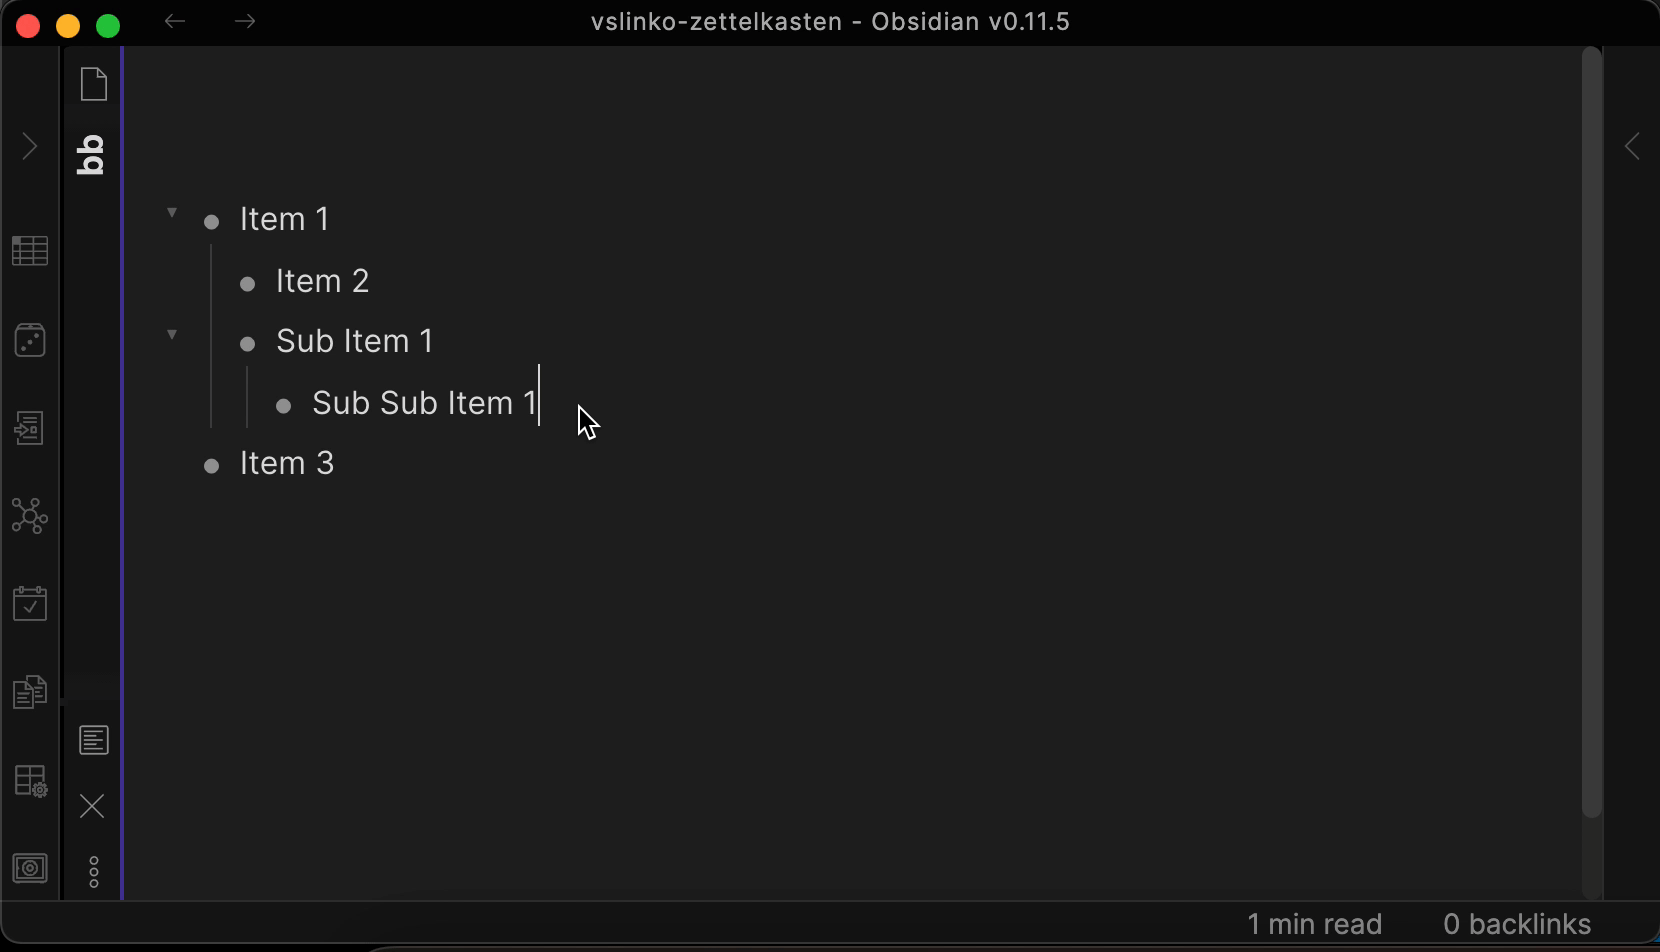 vslinko-zettelkasten - Obsidian v0.11.5
bb
Item 1
Item 2
Sub Item 1
Sub Sub Item 1
Item 3
1 min read 0 backlinks